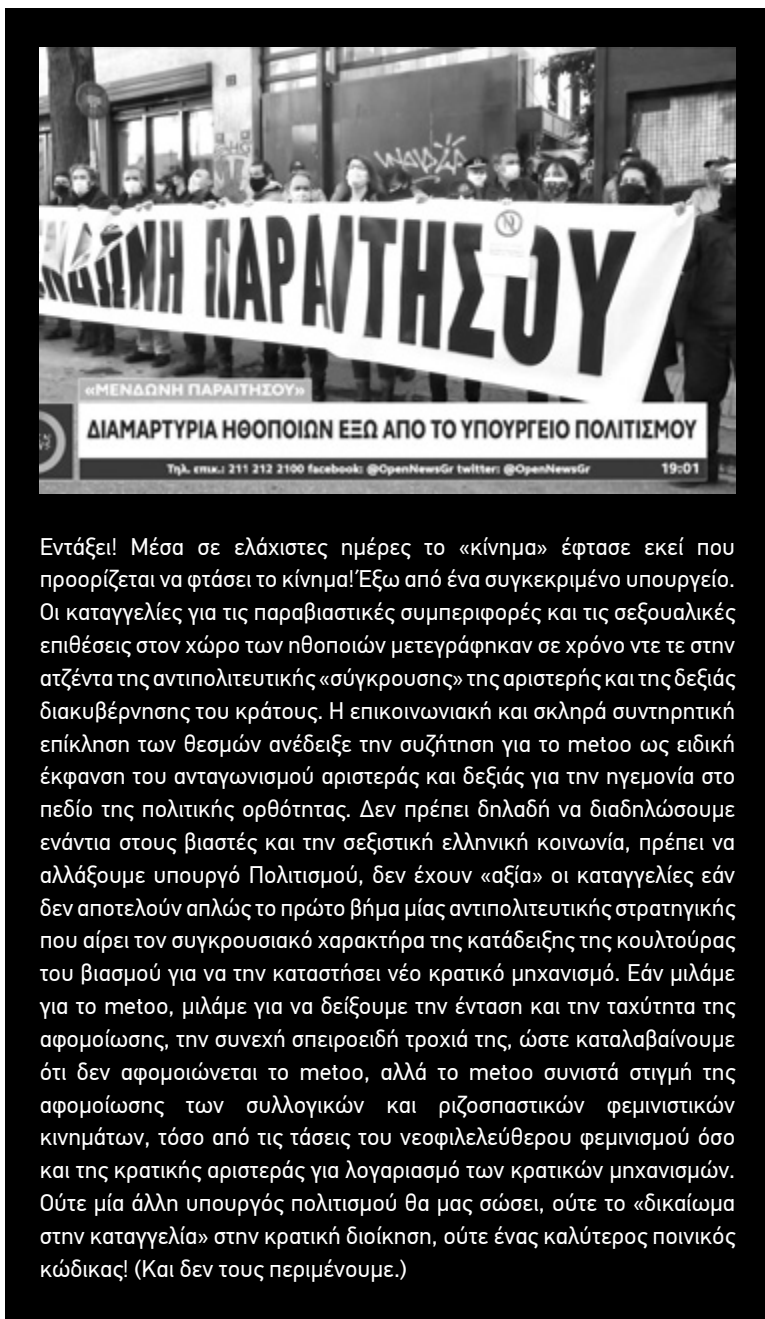 WANDA
ΝΔΩΝΗ ΠΑΡΑΙΤΗΣΟΥ
«ΜΕΝΔΩΝΗ ΠΑΡΑΙΤΗΣΟΥ»
ΔΙΑΜΑΡΤΥΡΙΑ ΗΘΟΠΟΙΩΝ ΕΞΩ ΑΠΟ ΤΟ ΥΠΟΥΡΓΕΙΟ ΠΟΛΙΤΙΣΜΟΥ
Τηλ. επικ.: 211 212 2100 facebook: @OpenNewsGr twitter: @OpenNewsGr 19:01
Εντάξει! Μέσα σε ελάχιστες ημέρες το «κίνημα» έφτασε εκεί που
προορίζεται να φτάσει το κίνημα! Έξω από ένα συγκεκριμένο υπουργείο.
Οι καταγγελίες για τις παραβιαστικές συμπεριφορές και τις σεξουαλικές
επιθέσεις στον χώρο των ηθοποιών μετεγράφηκαν σε χρόνο ντε τε στην
ατζέντα της αντιπολιτευτικής «σύγκρουσης» της αριστερής και της δεξιάς
διακυβέρνησης του κράτους. Η επικοινωνιακή και σκληρά συντηρητική
επίκληση των θεσμών ανέδειξε την συζήτηση για το metoo ως ειδική
έκφανση του ανταγωνισμού αριστεράς και δεξιάς για την ηγεμονία στο
πεδίο της πολιτικής ορθότητας. Δεν πρέπει δηλαδή να διαδηλώσουμε
ενάντια στους βιαστές και την σεξιστική ελληνική κοινωνία, πρέπει να
αλλάξουμε υπουργό Πολιτισμού, δεν έχουν «αξία» οι καταγγελίες εάν
δεν αποτελούν απλώς το πρώτο βήμα μίας αντιπολιτευτικής στρατηγικής
που αίρει τον συγκρουσιακό χαρακτήρα της κατάδειξης της κουλτούρας
του βιασμού για να την καταστήσει νέο κρατικό μηχανισμό. Εάν μιλάμε
για το metoo, μιλάμε για να δείξουμε την ένταση και την ταχύτητα της
αφομοίωσης, την συνεχή σπειροειδή τροχιά της, ώστε καταλαβαίνουμε
ότι δεν αφομοιώνεται το metoo, αλλά το metoo συνιστά στιγμή της
αφομοίωσης των συλλογικών και ριζοσπαστικών φεμινιστικών
κινημάτων, τόσο από τις τάσεις του νεοφιλελεύθερου φεμινισμού όσο
και της κρατικής αριστεράς για λογαριασμό των κρατικών μηχανισμών.
Ούτε μία άλλη υπουργός πολιτισμού θα μας σώσει, ούτε το «δικαίωμα
στην καταγγελία» στην κρατική διοίκηση, ούτε ένας καλύτερος ποινικός
κώδικας! (Και δεν τους περιμένουμε.)